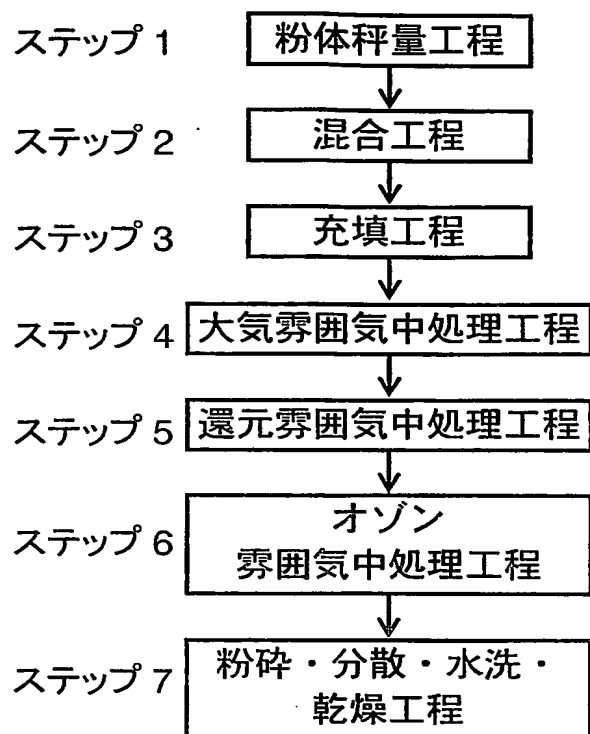 ステップ 1
粉体秤量工程
ステップ 2
混合工程
ステップ 3
充填工程
ステップ 4
大気雰囲気中処理工程
ステップ 5
還元雰囲気中処理工程
ステップ 6
オゾン
雰囲気中処理工程
ステップ 7
粉砕・分散・水洗・
乾燥工程